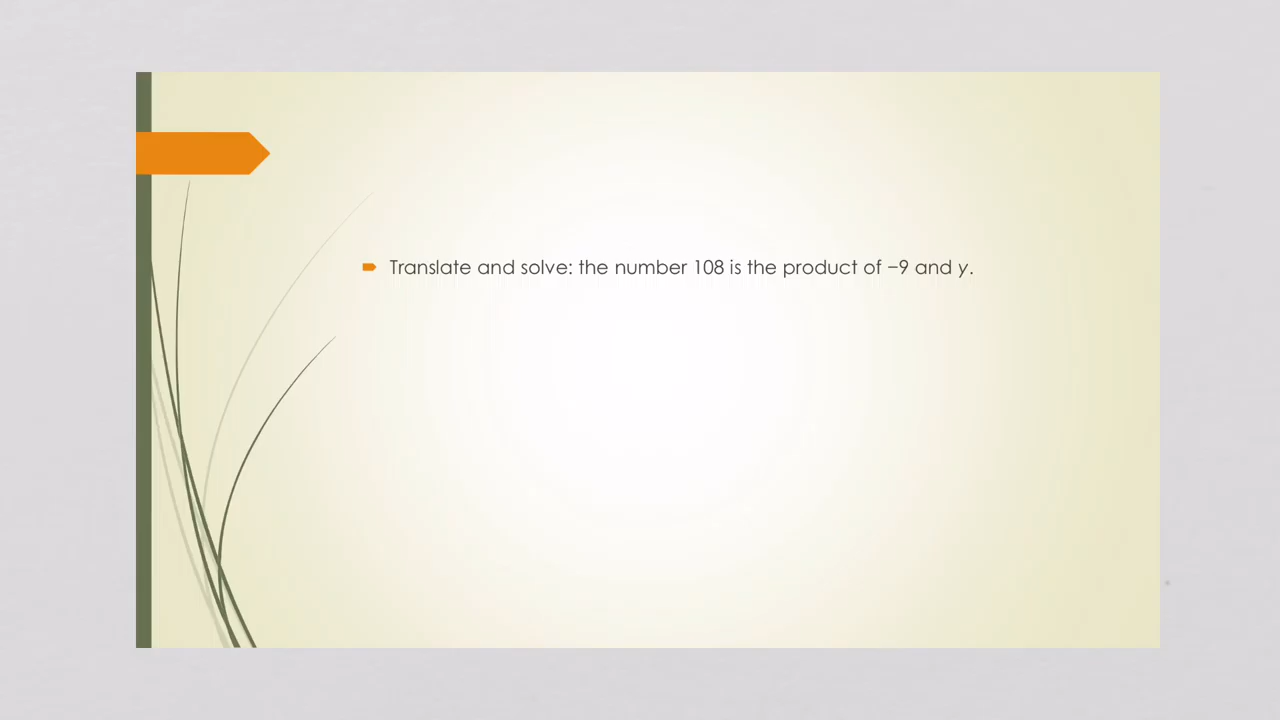 Translate and solve: the number 108 is the product of −9 and y.